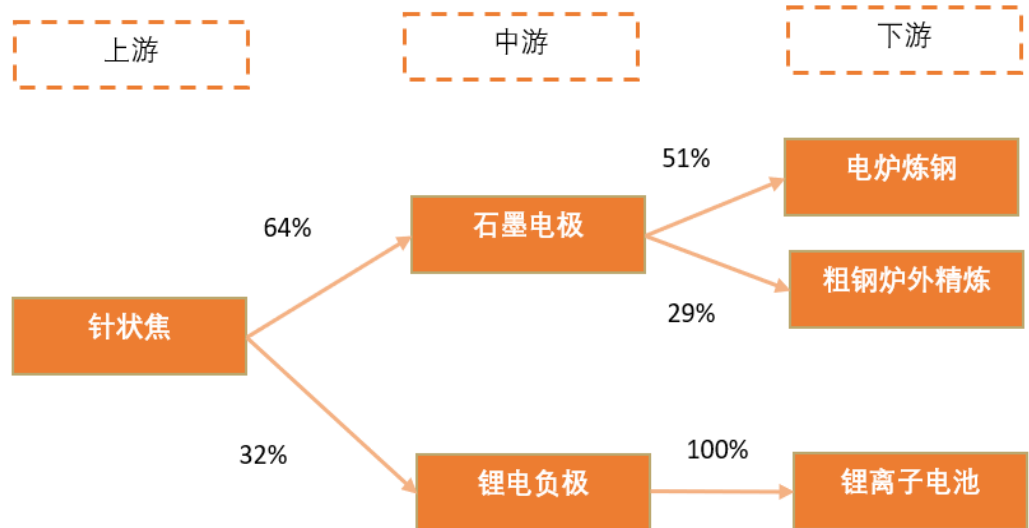 上游
中游
下游
51%
电炉炼钢
64%
石墨电极
粗钢炉外精炼
29%
针状焦
32%
锂电负极
100%
锂离子电池